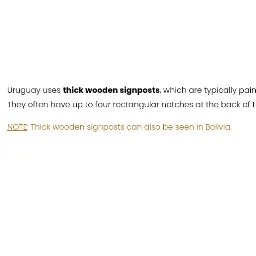 Uruguay uses thick wooden signposts, which are typically pain
They often have up to four rectangular notches at the back of t
NOTE: Thick wooden signposts can also be seen in Bolivia.